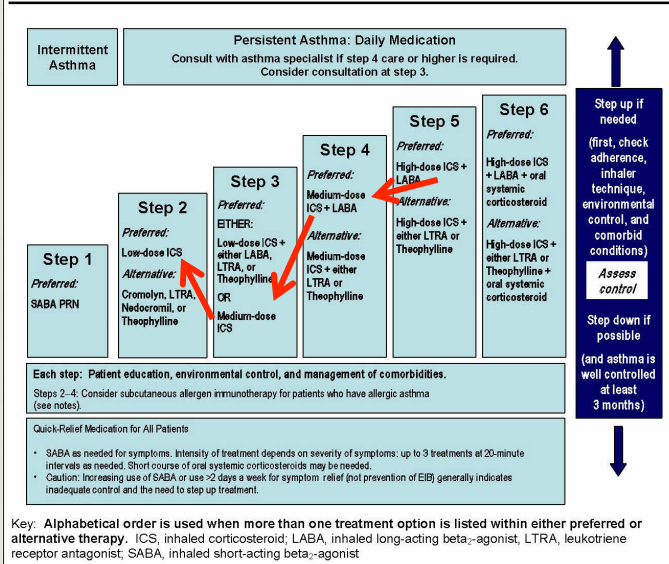 Intermittent
Asthma
Persistent Asthma: Daily Medication
Consult with asthma specialist if step 4 care or higher is required.
Consider consultation at step 3.
Step 1
Preferred:
SABA PRN
Step 2
Preferred:
Low-dose ICS
Alternative:
Cromolyn, LTRA,
Nedocromil, or
Theophylline
Step 3
Preferred:
EITHER:
Low-dose ICS +
either LABA,
LTRA, or
Theophylline
OR
Medium-dose
ICS
Step 4
Preferred:
Medium-dose
ICS + LABA
Alternative:
Medium-dose
ICS + either
LTRA or
Theophylline
Step 5
Preferred:
High-dose ICS +
LABA
Alternative:
High-dose ICS +
either LTRA or
Theophylline
Step 6
Preferred:
High-dose ICS
+ LABA + oral
systemic
corticosteroid
Alternative:
High-dose ICS +
either LTRA or
Theophylline +
oral systemic
corticosteroid
Step up if
needed
(first, check
adherence,
inhaler
technique,
environmental
control, and
comorbid
conditions)
Assess
control
Step down if
possible
(and asthma is
well controlled
at least
3 months)
Each step: Patient education, environmental control, and management of comorbidities.
Steps 2–4: Consider subcutaneous allergen immunotherapy for patients who have allergic asthma
(see notes).
Quick-Relief Medication for All Patients
• SABA as needed for symptoms. Intensity of treatment depends on severity of symptoms: up to 3 treatments at 20-minute
intervals as needed. Short course of oral systemic corticosteroids may be needed.
• Caution: Increasing use of SABA or use >2 days a week for symptom relief (not prevention of EIB) generally indicates
inadequate control and the need to step up treatment.
Key: Alphabetical order is used when more than one treatment option is listed within either preferred or
alternative therapy. ICS, inhaled corticosteroid; LABA, inhaled long-acting beta₂-agonist, LTRA, leukotriene
receptor antagonist; SABA, inhaled short-acting beta₂-agonist